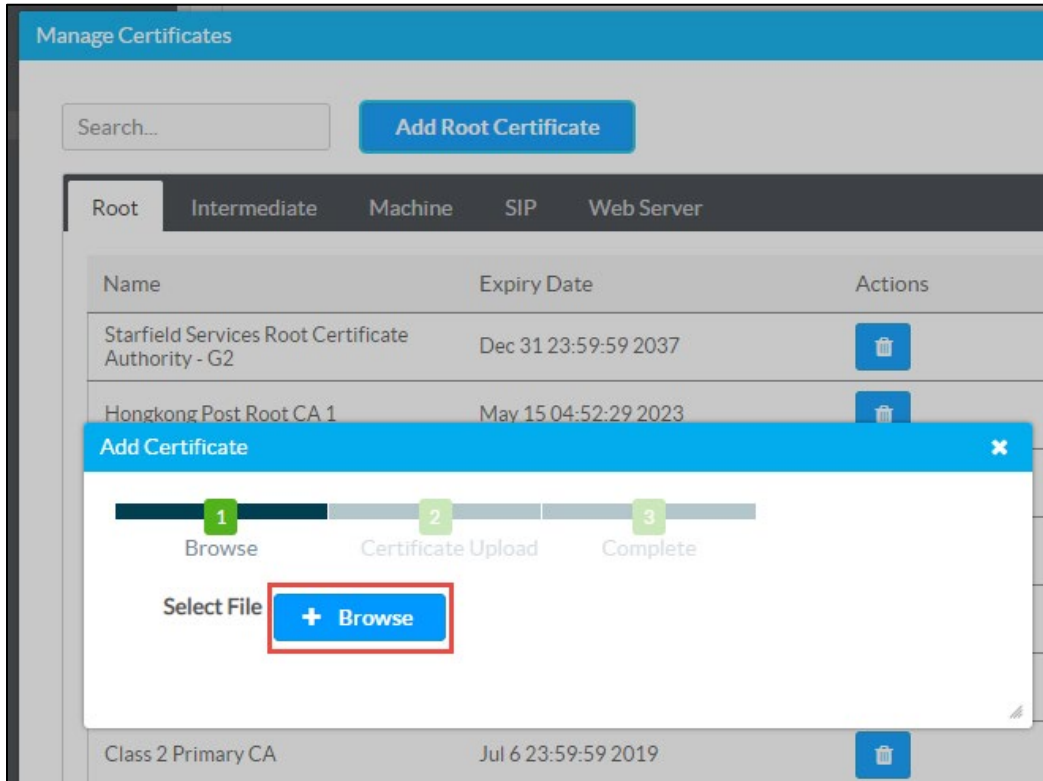 Manage Certificates
Search...
Add Root Certificate
Root Intermediate Machine SIP Web Server
Name Expiry Date Actions
Starfield Services Root Certificate
Authority - G2
Dec 31 23:59:59 2037
Hongkong Post Root CA 1 May 15 04:52:29 2023
Add Certificate
1 2 3
Browse Certificate Upload Complete
Select File + Browse
Class 2 Primary CA Jul 6 23:59:59 2019